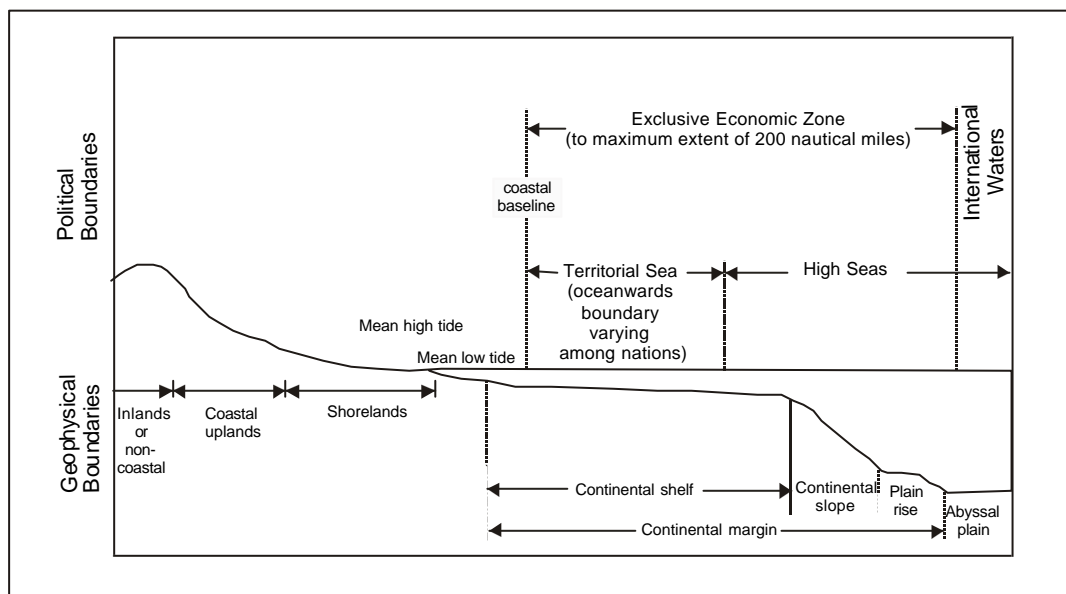 Political
Boundaries
Geophysical
Boundaries
Exclusive Economic Zone
(to maximum extent of 200 nautical miles)
International
Waters
coastal
baseline
Territorial Sea
(oceanwards
boundary
varying
among nations)
High Seas
Mean high tide
Mean low tide
Inlands
or
non-
coastal
Coastal
uplands
Shorelands
Continental shelf
Continental
slope
Plain
rise
Abyssal
plain
Continental margin